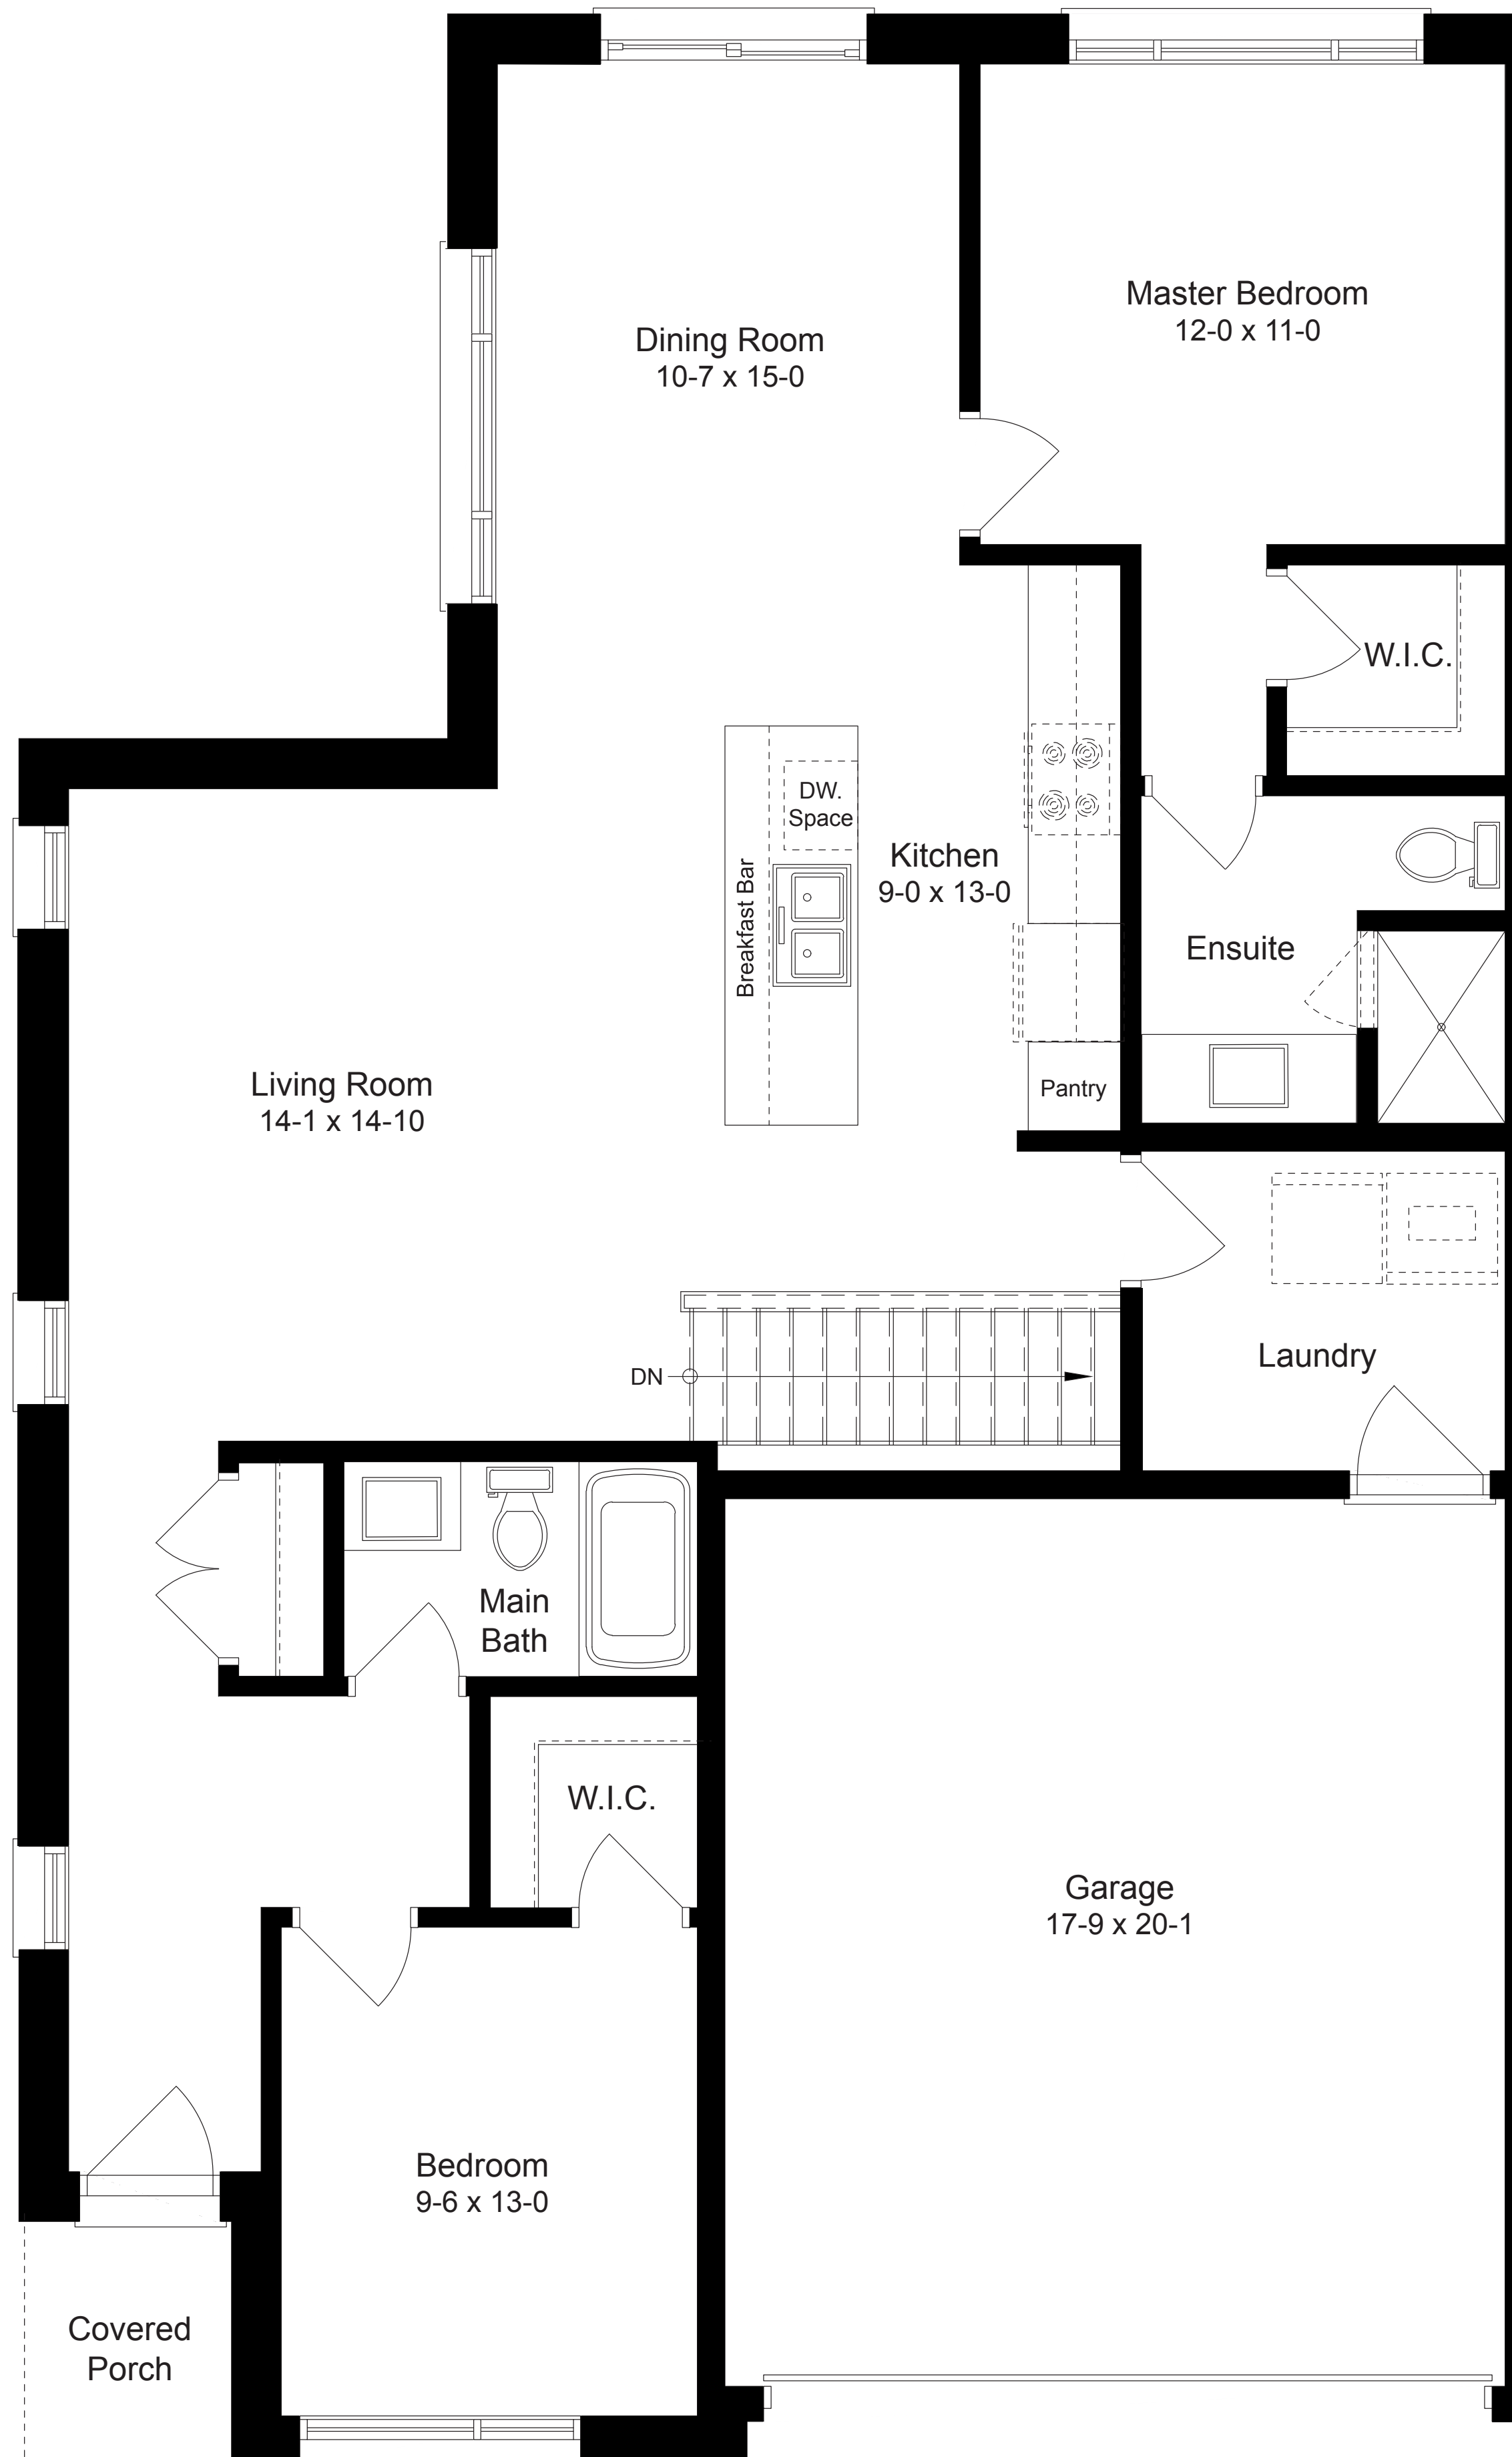 Master Bedroom
12-0 x 11-0
Dining Room
10-7 x 15-0
W.I.C.
DW.
Space
Kitchen
9-0 x 13-0
Breakfast Bar
Ensuite
Living Room
14-1 x 14-10
Pantry
Laundry
DN
Main
Bath
W.I.C.
Garage
17-9 x 20-1
Bedroom
9-6 x 13-0
Covered
Porch